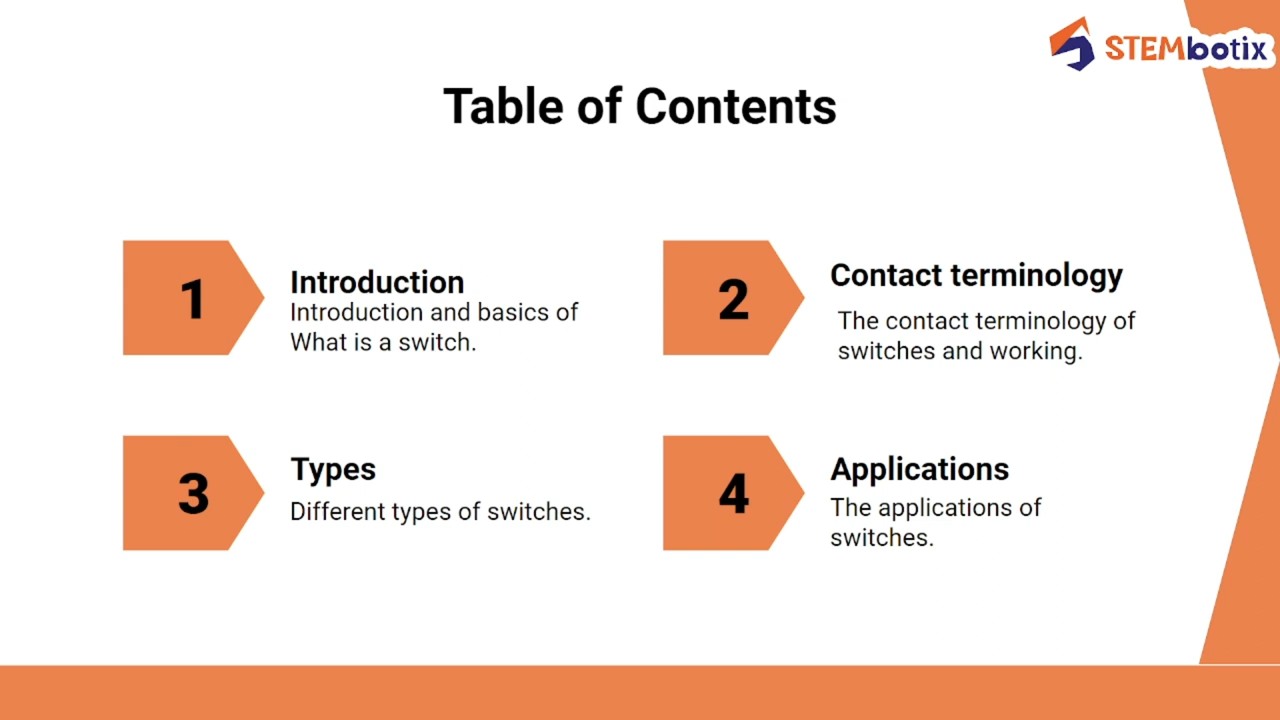 STEMbotix
Table of Contents
1
Introduction
Introduction and basics of
What is a switch.
2
Contact terminology
The contact terminology of
switches and working.
3
Types
Different types of switches.
4
Applications
The applications of
switches.